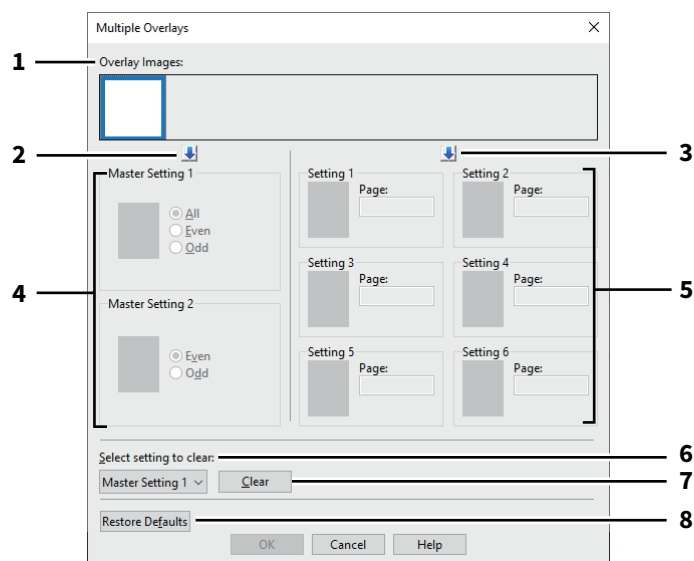 Multiple Overlays
1
Overlay Images:
2
3
Master Setting 1
All
Even
Odd
Setting 1
Page:
Setting 2
Page:
4
5
Setting 3
Page:
Setting 4
Page:
Master Setting 2
Even
Odd
Setting 5
Page:
Setting 6
Page:
Select setting to clear:
6
Master Setting 1
Clear
7
Restore Defaults
8
OK
Cancel
Help